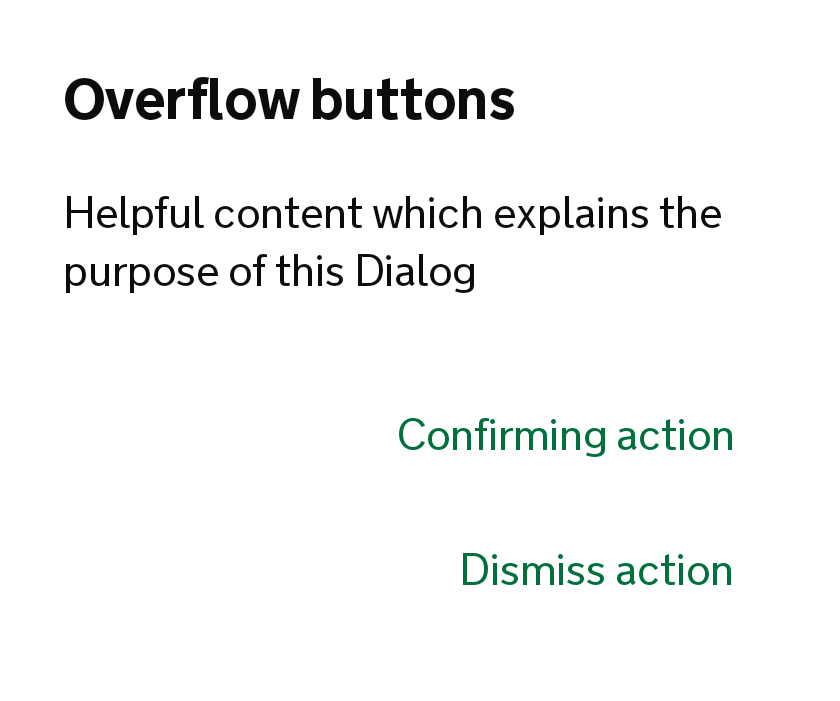 Overflow buttons
Helpful content which explains the
purpose of this Dialog
Confirming action
Dismiss action